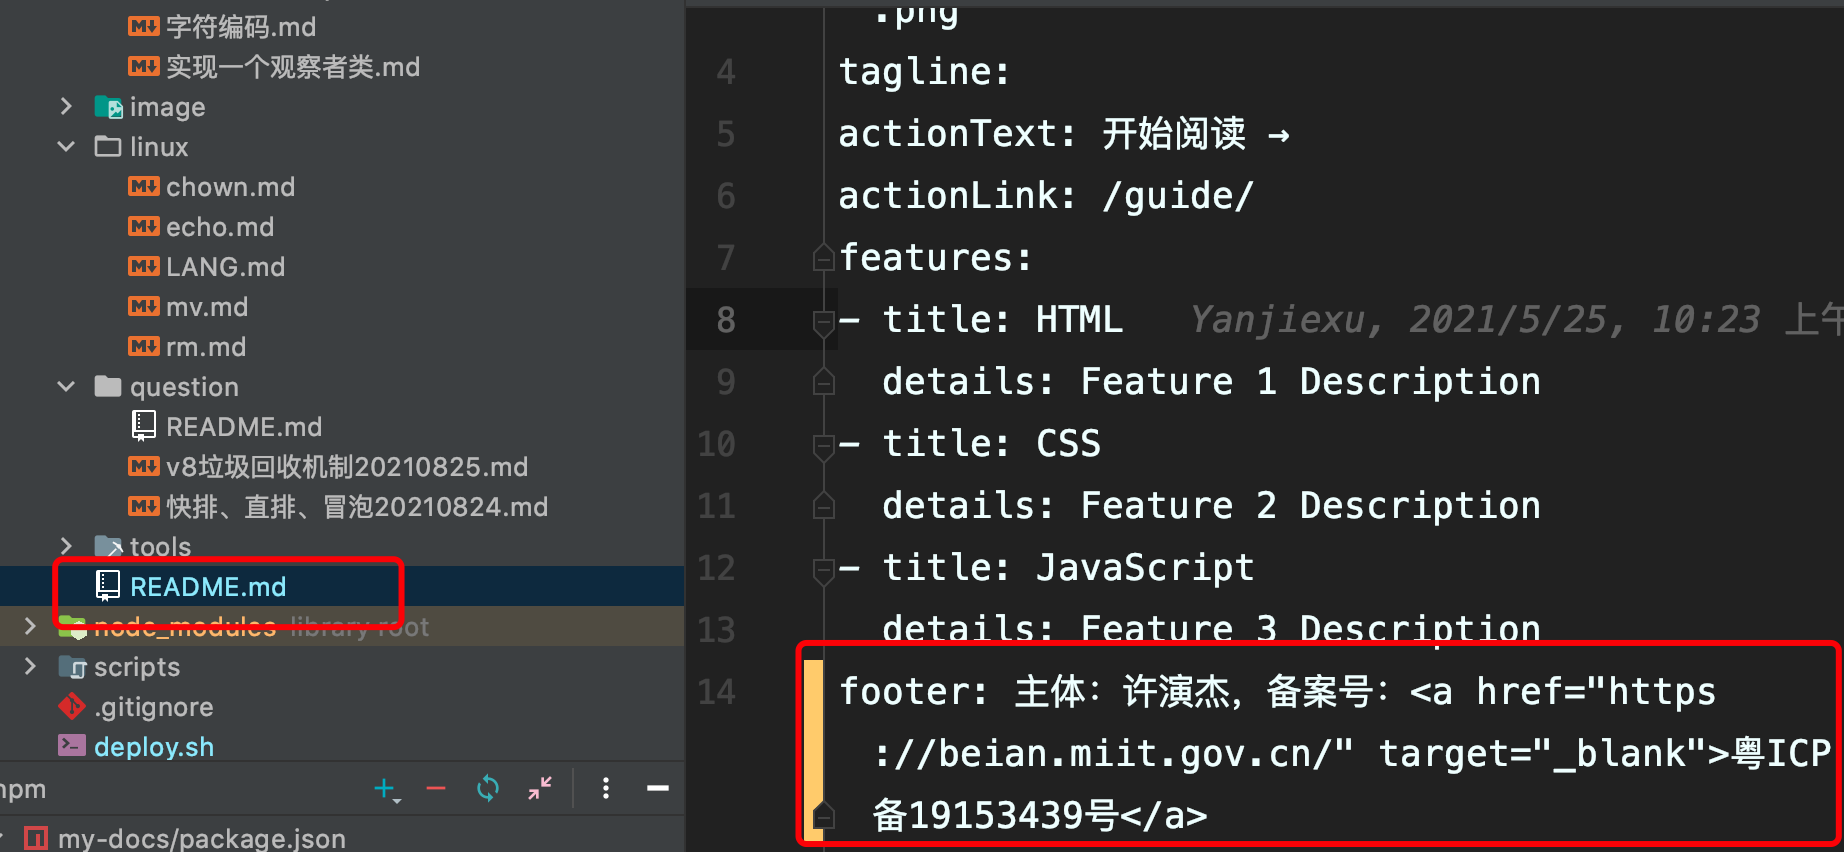 字符编码.md
实现一个观察者类.md
image
linux
chown.md
echo.md
LANG.md
mv.md
rm.md
question
README.md
v8垃圾回收机制20210825.md
快排、直排、冒泡20210824.md
tools
README.md
node_modules library root
scripts
.gitignore
deploy.sh
npm
my-docs/package.json
.png
4 tagline:
5 actionText: 开始阅读 →
6 actionLink: /guide/
7 features:
8 - title: HTML Yanjiexu, 2021/5/25, 10:23 上午
9 details: Feature 1 Description
10 - title: CSS
11 details: Feature 2 Description
12 - title: JavaScript
13 details: Feature 3 Description
14 footer: 主体：许演杰，备案号：<a href="https
://beian.miit.gov.cn/" target="_blank">粤ICP
备19153439号</a>